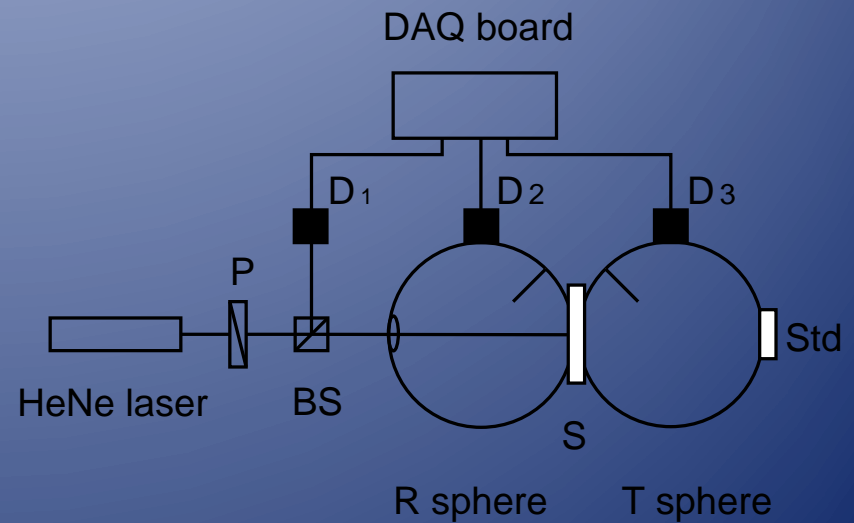 DAQ board
D1
D2
D3
P
HeNe laser
BS
S
Std
R sphere
T sphere